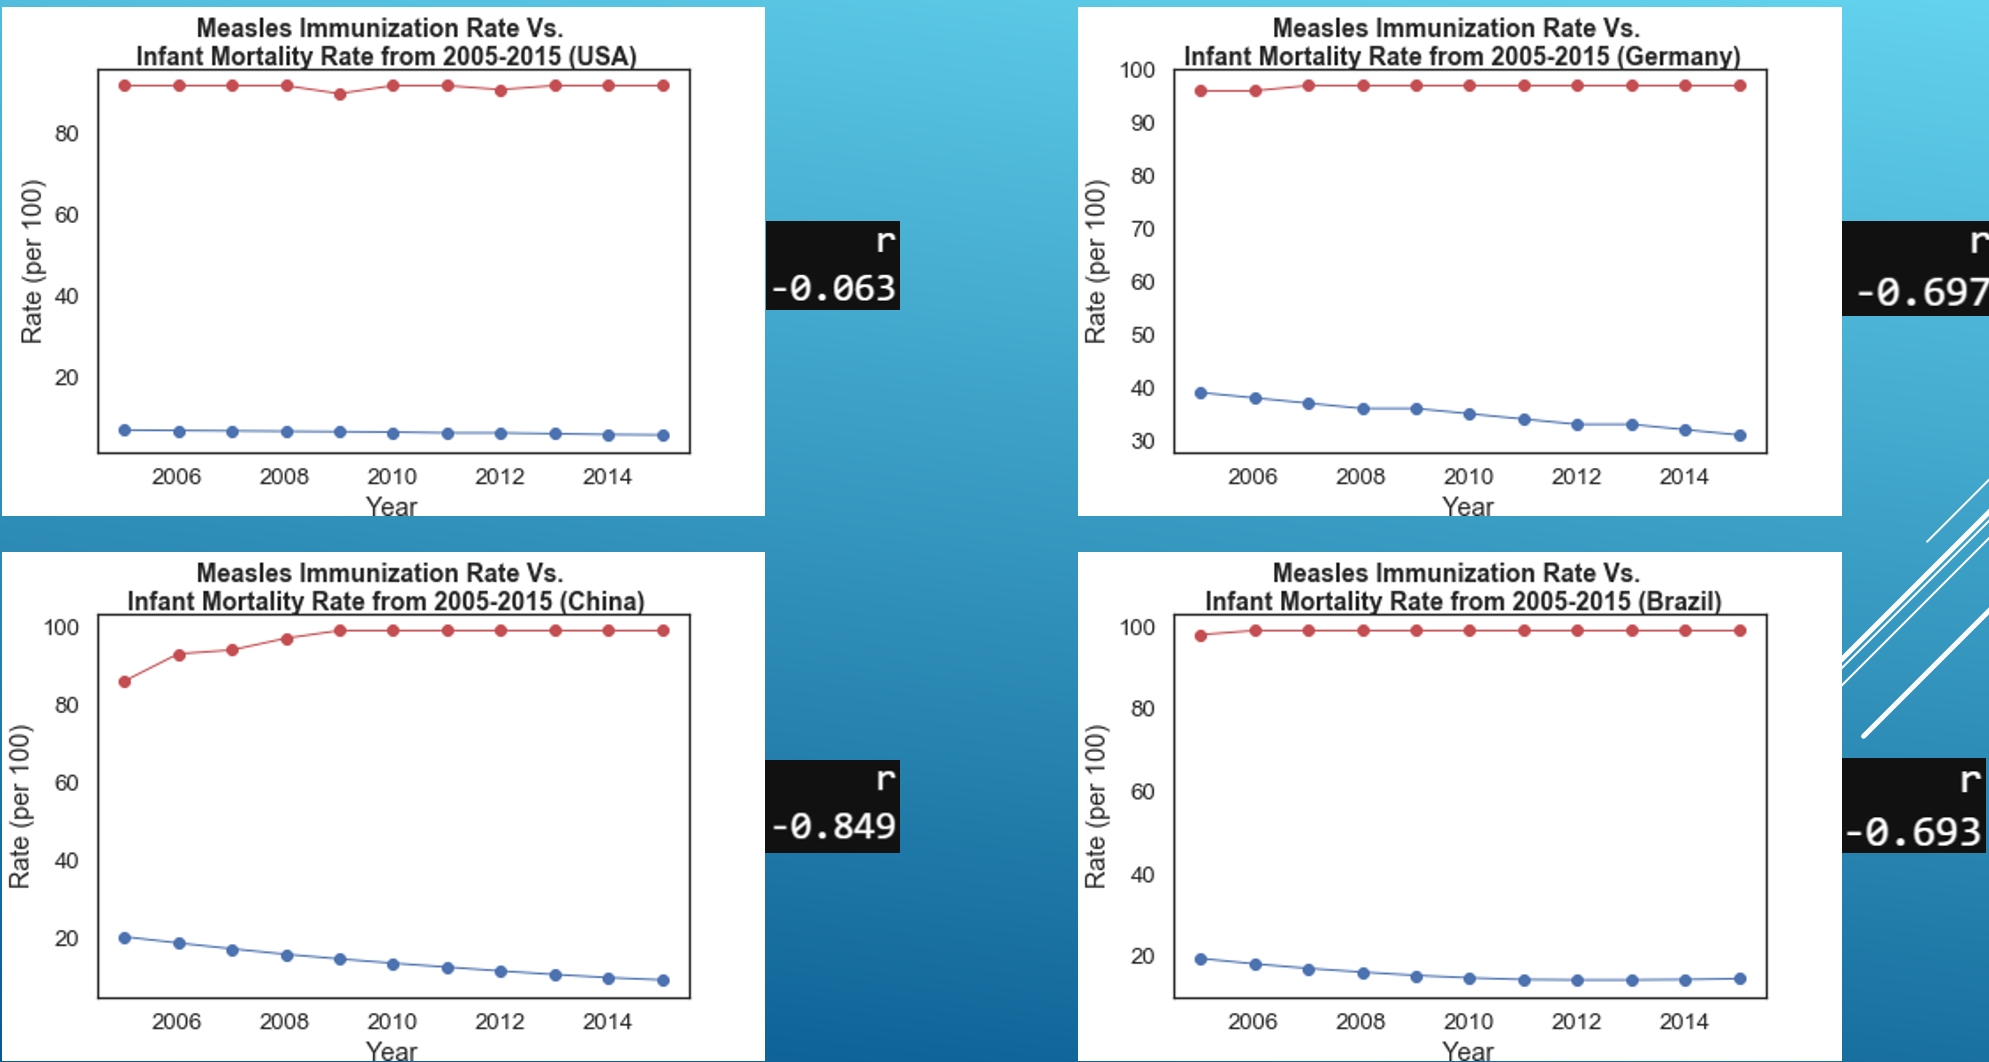 Measles Immunization Rate Vs.
Infant Mortality Rate from 2005-2015 (USA)
80
60
40
20
Rate (per 100)
2006 2008 2010 2012 2014
Year
r
-0.063
Measles Immunization Rate Vs.
Infant Mortality Rate from 2005-2015 (Germany)
100
90
80
70
60
50
40
30
Rate (per 100)
2006 2008 2010 2012 2014
Year
r
-0.697
Measles Immunization Rate Vs.
Infant Mortality Rate from 2005-2015 (China)
100
80
60
40
20
Rate (per 100)
2006 2008 2010 2012 2014
Year
r
-0.849
Measles Immunization Rate Vs.
Infant Mortality Rate from 2005-2015 (Brazil)
100
80
60
40
20
Rate (per 100)
2006 2008 2010 2012 2014
Year
r
-0.693